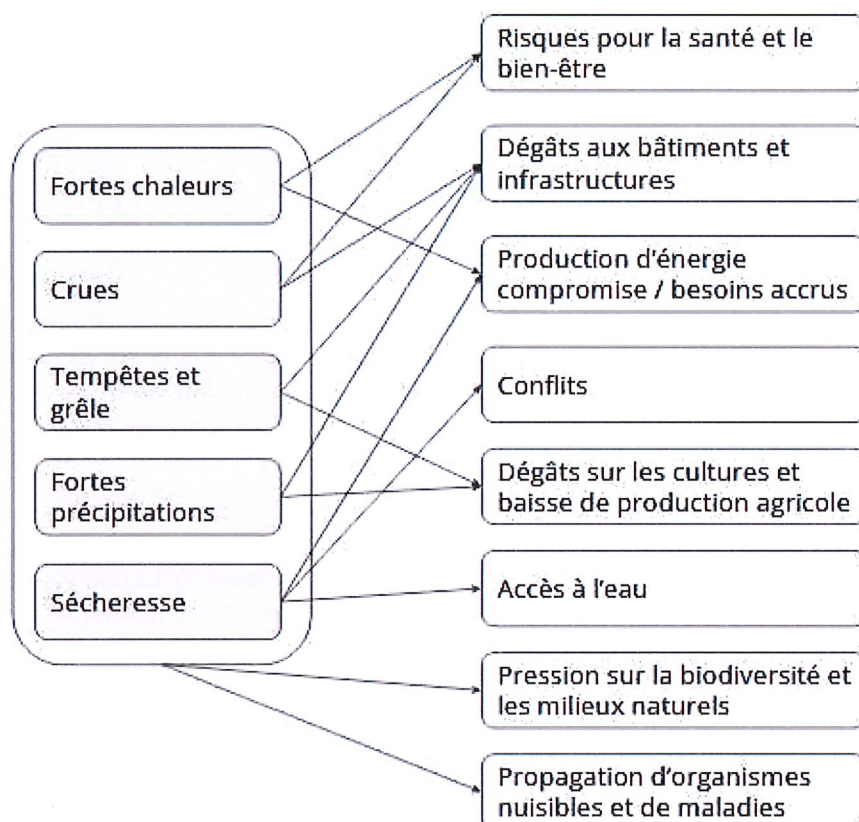 Fortes chaleurs
Crues
Tempêtes et
grêle
Fortes
précipitations
Sécheresse
Risques pour la santé et le
bien-être
Dégâts aux bâtiments et
infrastructures
Production d'énergie
compromise / besoins accrus
Conflits
Dégâts sur les cultures et
baisse de production agricole
Accès à l'eau
Pression sur la biodiversité et
les milieux naturels
Propagation d'organismes
nuisibles et de maladies